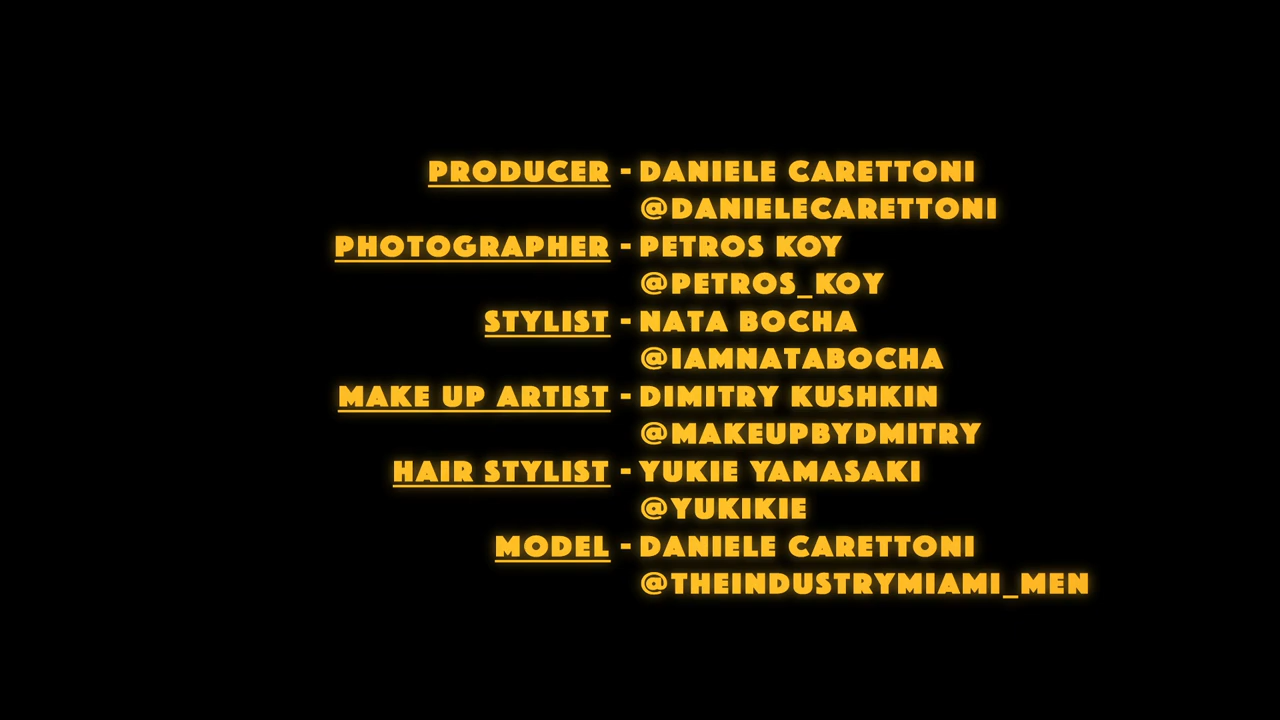 PRODUCER - DANIELE CARETTONI
@DANIELECARETTONI
PHOTOGRAPHER - PETROS KOY
@PETROS_KOY
STYLIST - NATA BOCHA
@IAMNATABOCHA
MAKE UP ARTIST - DIMITRY KUSHKIN
@MAKEUPBYDMITRY
HAIR STYLIST - YUKIE YAMASAKI
@YUKIKIE
MODEL - DANIELE CARETTONI
@THEINDUSTRYMIAMI_MEN